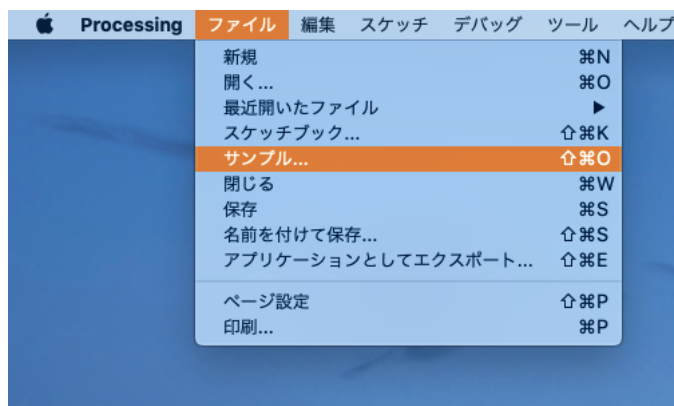 Processing ファイル 編集 スケッチ デバッグ ツール ヘルプ
新規 ⌘N
開く... ⌘O
最近開いたファイル ▶
スケッチブック... ⇧⌘K
サンプル... ⇧⌘O
閉じる ⌘W
保存 ⌘S
名前を付けて保存... ⇧⌘S
アプリケーションとしてエクスポート... ⇧⌘E
ページ設定 ⇧⌘P
印刷... ⌘P